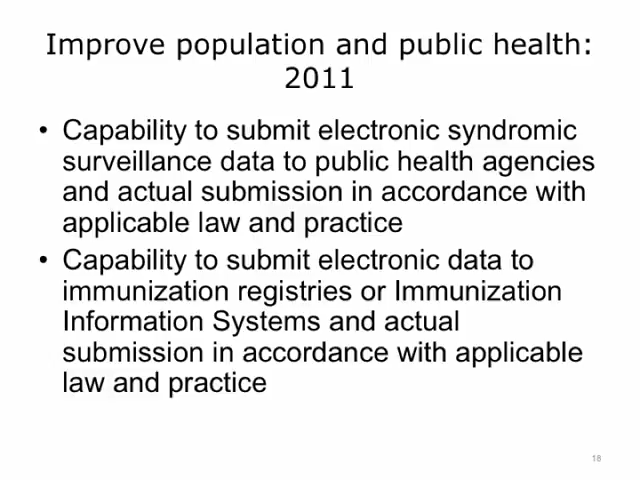 Improve population and public health:
2011
• Capability to submit electronic syndromic
surveillance data to public health agencies
and actual submission in accordance with
applicable law and practice
• Capability to submit electronic data to
immunization registries or Immunization
Information Systems and actual
submission in accordance with applicable
law and practice
18